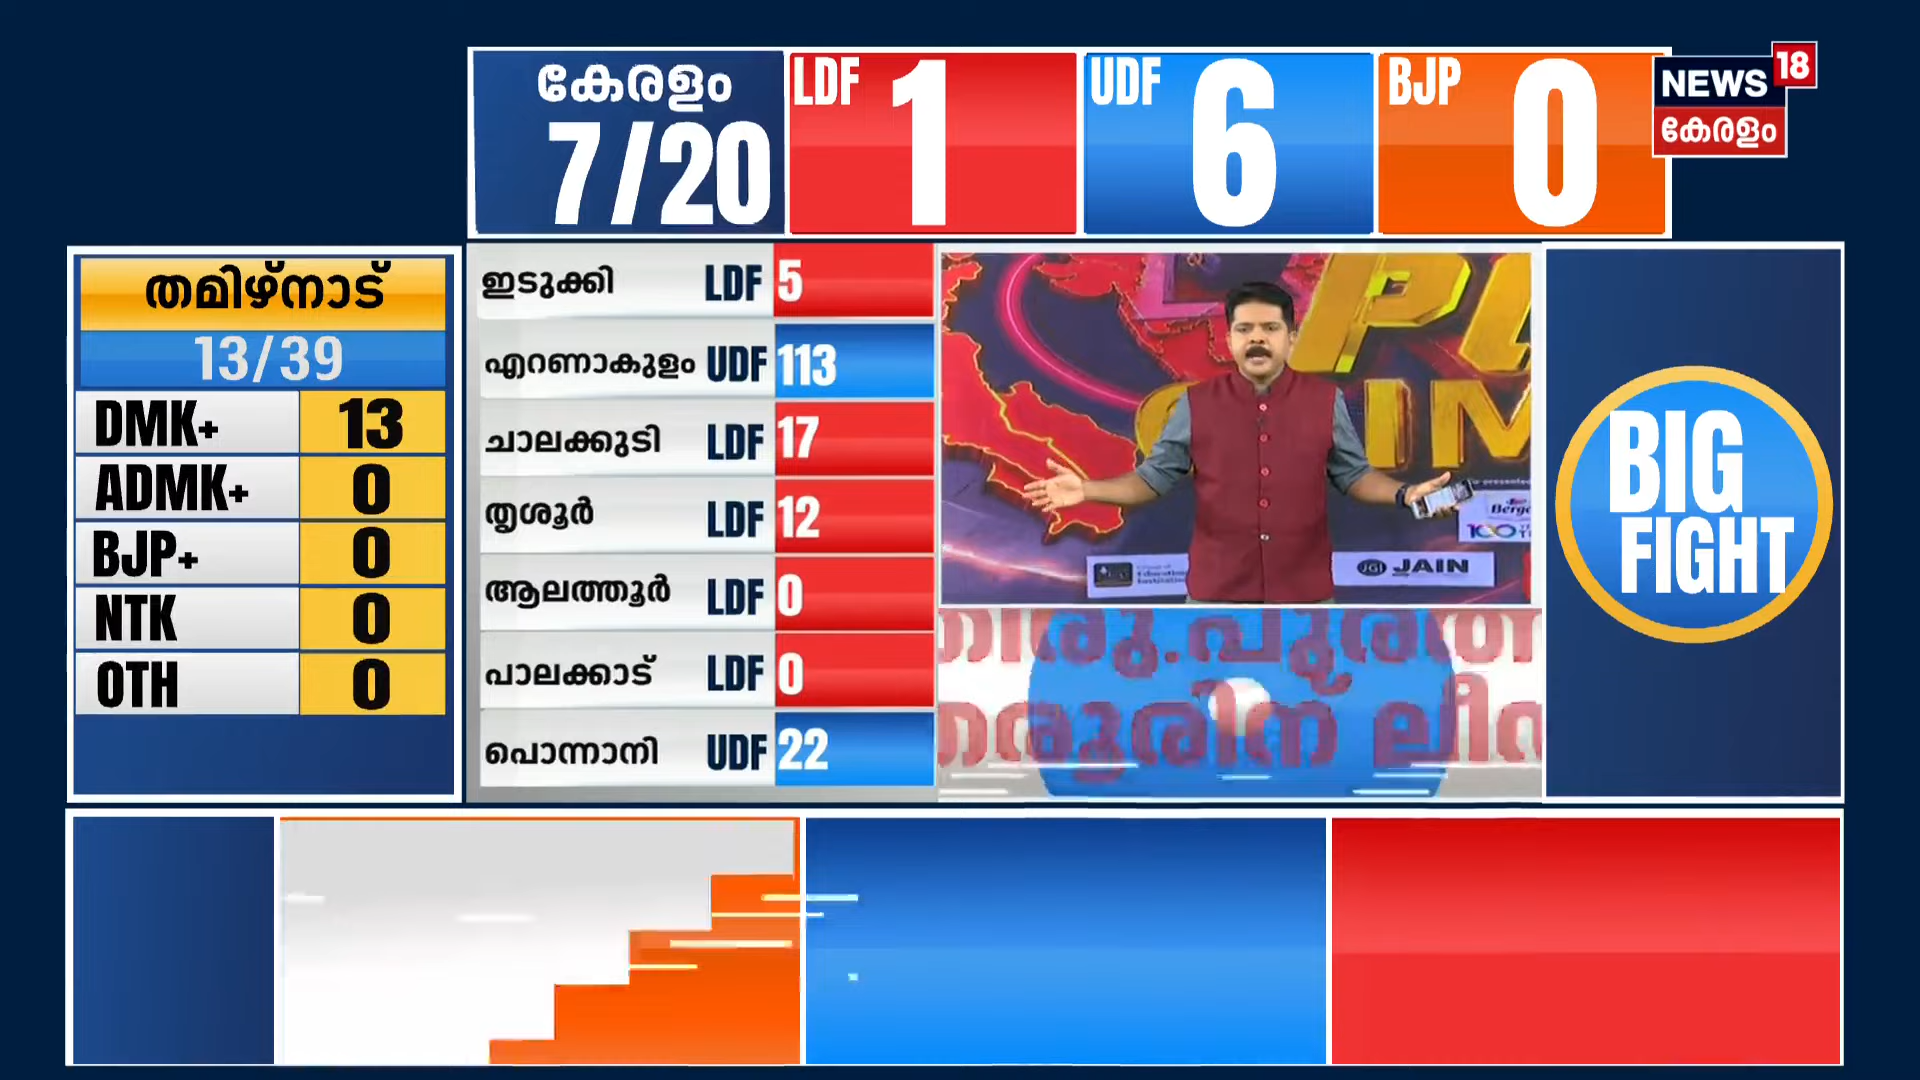 കേരളം
7/20
LDF 1
UDF 6
BJP 0
NEWS 18
കേരളം
തമിഴ്നാട്
13/39
DMK+ 13
ADMK+ 0
BJP+ 0
NTK 0
OTH 0
ഇടുക്കി LDF 5
എറണാകുളം UDF 113
ചാലക്കുടി LDF 17
തൃശൂർ LDF 12
ആലത്തൂർ LDF 0
പാലക്കാട് LDF 0
പൊന്നാനി UDF 22
JGI JAIN
BIG
FIGHT